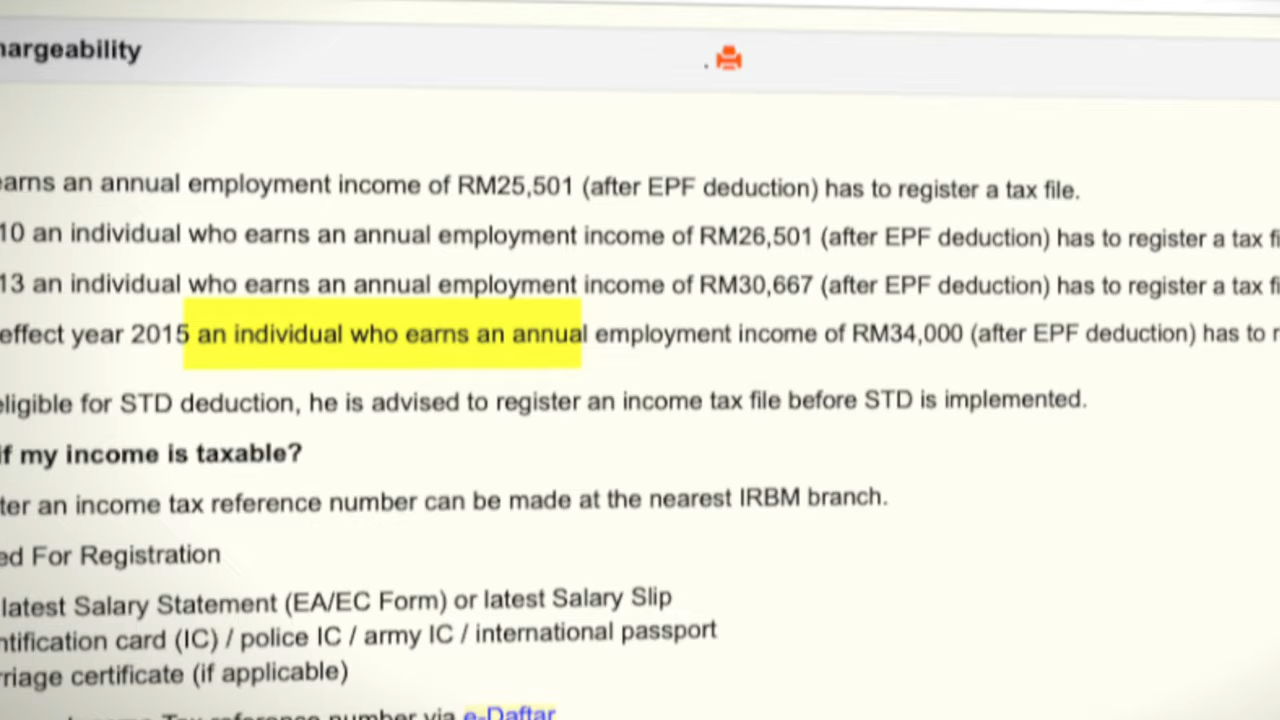 hargeability
earns an annual employment income of RM25,501 (after EPF deduction) has to register a tax file.
10 an individual who earns an annual employment income of RM26,501 (after EPF deduction) has to register a tax fi
13 an individual who earns an annual employment income of RM30,667 (after EPF deduction) has to register a tax fi
effect year 2015 an individual who earns an annual employment income of RM34,000 (after EPF deduction) has to r
eligible for STD deduction, he is advised to register an income tax file before STD is implemented.
if my income is taxable?
ter an income tax reference number can be made at the nearest IRBM branch.
ed For Registration
latest Salary Statement (EA/EC Form) or latest Salary Slip
ntification card (IC) / police IC / army IC / international passport
rriage certificate (if applicable)
Income Tax reference number via e-Daftar